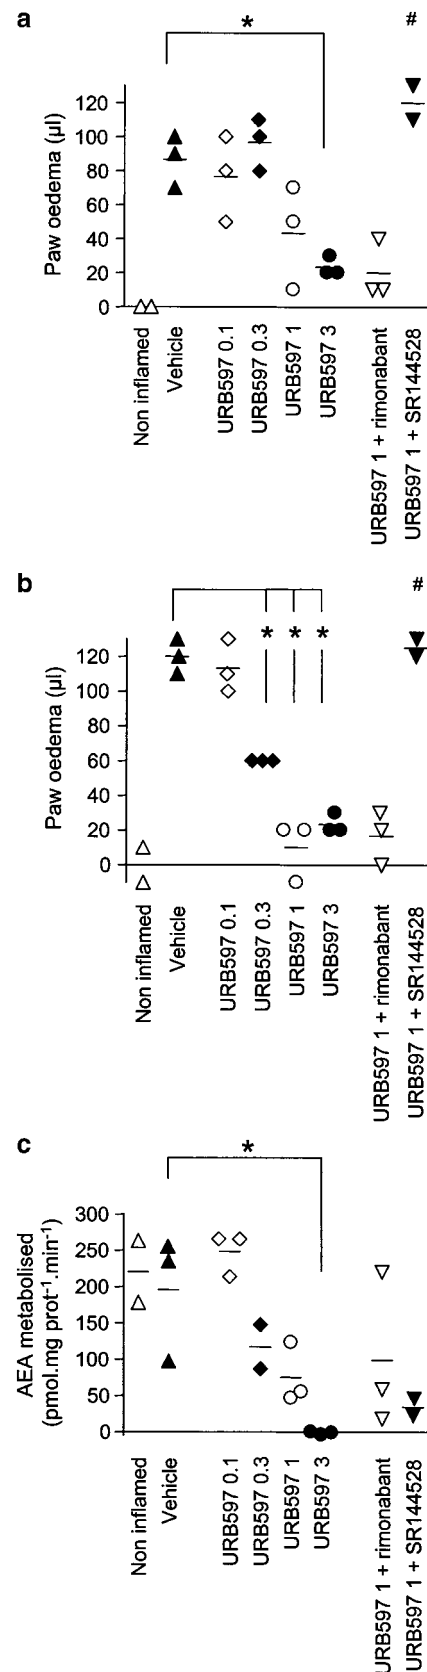 a
*
#
Paw oedema (µl)
120
100
80
60
40
20
0
Non inflamed
Vehicle
URB597 0.1
URB597 0.3
URB597 1
URB597 3
URB597 1 + rimonabant
URB597 1 + SR144528
b
#
* * *
Paw oedema (µl)
120
100
80
60
40
20
0
Non inflamed
Vehicle
URB597 0.1
URB597 0.3
URB597 1
URB597 3
URB597 1 + rimonabant
URB597 1 + SR144528
c
*
AEA metabolised
(pmol.mg prot⁻¹.min⁻¹)
300
250
200
150
100
50
0
Non inflamed
Vehicle
URB597 0.1
URB597 0.3
URB597 1
URB597 3
URB597 1 + rimonabant
URB597 1 + SR144528